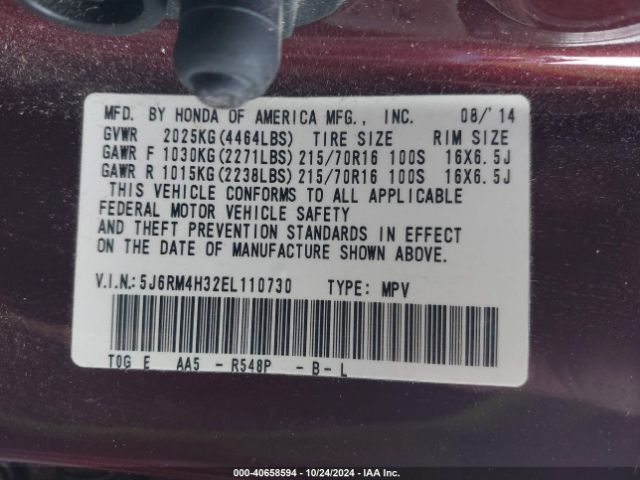 MFD. BY HONDA OF AMERICA MFG., INC. 08/'14
GVWR 2025KG(4464LBS) TIRE SIZE RIM SIZE
GAWR F 1030KG(2271LBS) 215/70R16 100S 16X6.5J
GAWR R 1015KG(2238LBS) 215/70R16 100S 16X6.5J
THIS VEHICLE CONFORMS TO ALL APPLICABLE
FEDERAL MOTOR VEHICLE SAFETY
AND THEFT PREVENTION STANDARDS IN EFFECT
ON THE DATE OF MANUFACTURE SHOWN ABOVE.
V.I.N.: 5J6RM4H32EL110730 TYPE: MPV
T0G E AA5 - R548P - B - L
000-40658594 - 10/24/2024 - IAA Inc.